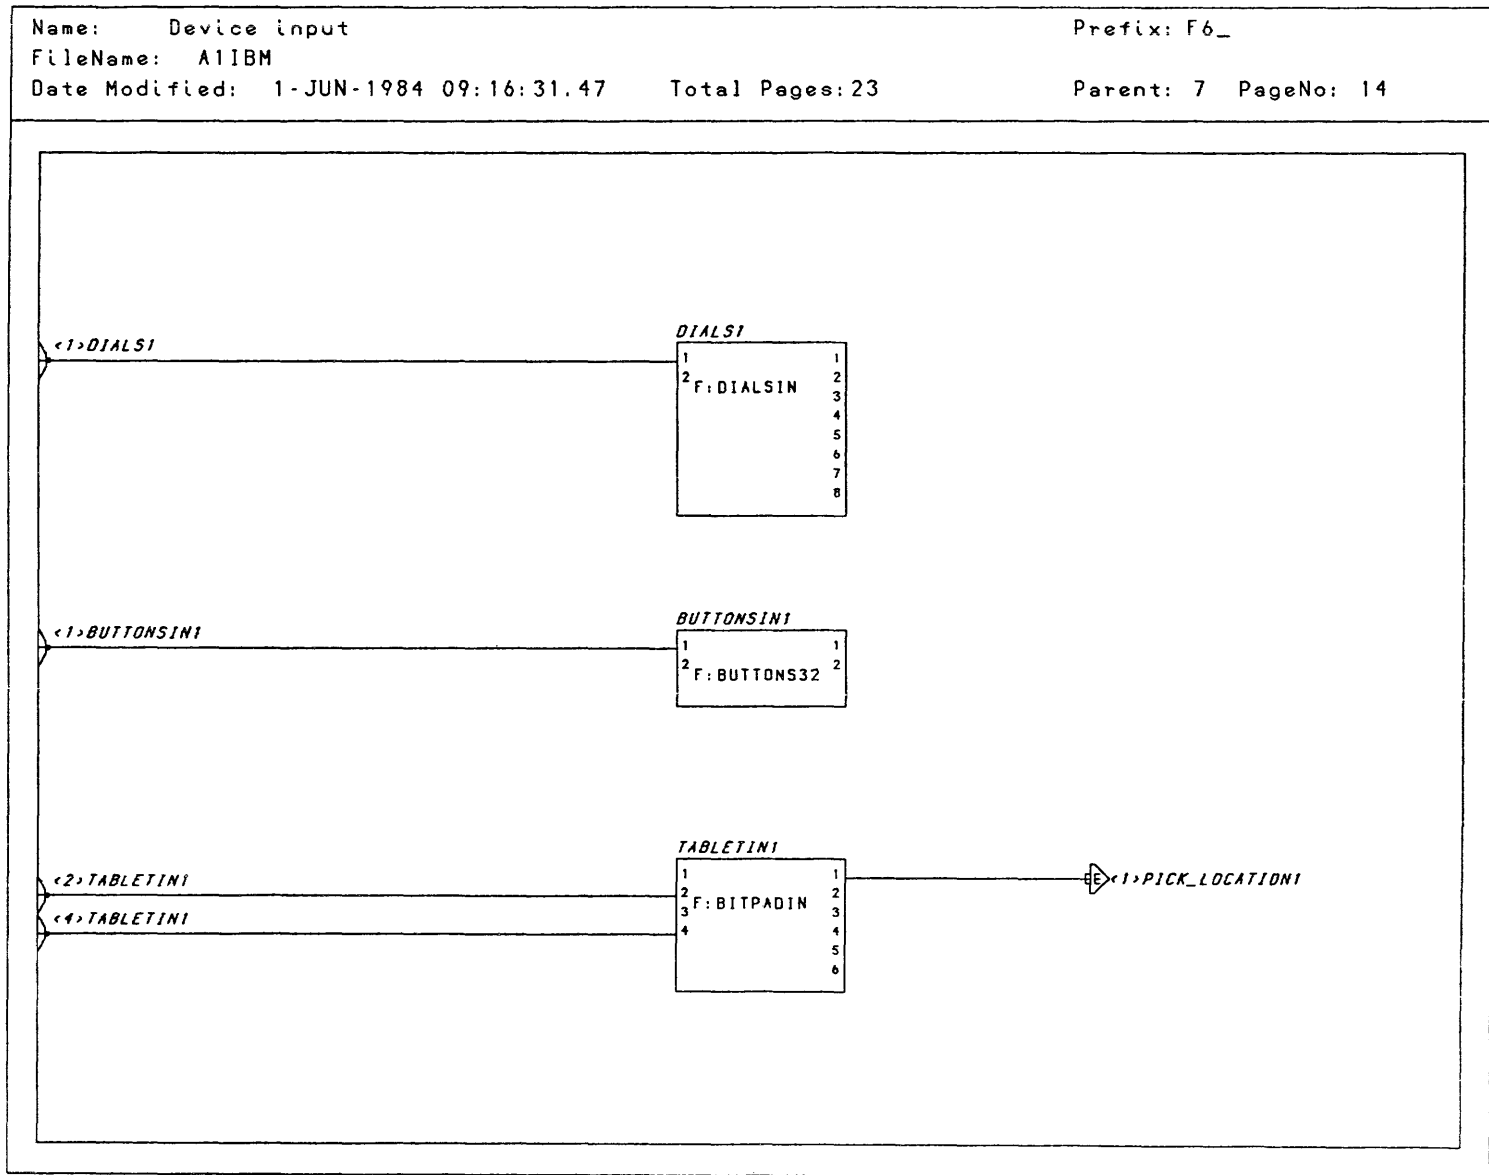 Name: Device input Prefix: F6_
FileName: A1IBM
Date Modified: 1-JUN-1984 09:16:31.47 Total Pages:23 Parent: 7 PageNo: 14
DIALS1
<1>DIALS1
1 1
2 F:DIALSIN 2
3
4
5
6
7
8
BUTTONSIN1
<1>BUTTONSIN1
1 1
2 F:BUTTONS32 2
TABLETIN1
<2>TABLETIN1
1 1 E <1>PICK_LOCATION1
2 F:BITPADIN 2
<4>TABLETIN1
3 3
4 4
5
6